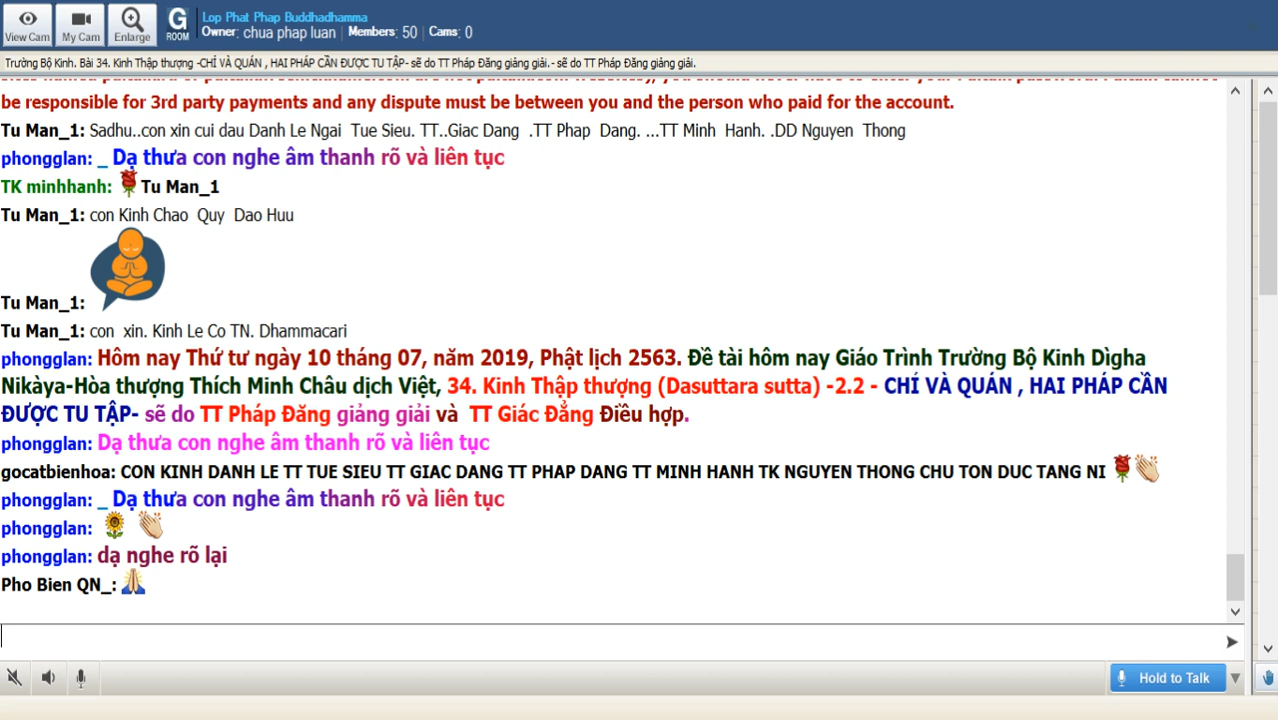 Lop Phat Phap Buddhadhamma
View Cam
My Cam
Enlarge
G
ROOM
Owner: chua phap luan | Members: 50 | Cams: 0
Trường Bộ Kinh. Bài 34. Kinh Thập thượng -CHỈ VÀ QUÁN , HAI PHÁP CẦN ĐƯỢC TU TẬP- sẽ do TT Pháp Đăng giảng giải.- sẽ do TT Pháp Đăng giảng giải.
be responsible for 3rd party payments and any dispute must be between you and the person who paid for the account.
Tu Man_1: Sadhu..con xin cui dau Danh Le Ngai Tue Sieu. TT..Giac Dang .TT Phap Dang. ...TT Minh Hanh. .DD Nguyen Thong
phongglan: _ Dạ thưa con nghe âm thanh rõ và liên tục
TK minhhanh: Tu Man_1
Tu Man_1: con Kinh Chao Quy Dao Huu
Tu Man_1:
Tu Man_1: con xin. Kinh Le Co TN. Dhammacari
phongglan: Hôm nay Thứ tư ngày 10 tháng 07, năm 2019, Phật lịch 2563. Đề tài hôm nay Giáo Trình Trường Bộ Kinh Dìgha
Nikàya-Hòa thượng Thích Minh Châu dịch Việt, 34. Kinh Thập thượng (Dasuttara sutta) -2.2 - CHỈ VÀ QUÁN , HAI PHÁP CẦN
ĐƯỢC TU TẬP- sẽ do TT Pháp Đăng giảng giải và TT Giác Đẳng Điều hợp.
phongglan: Dạ thưa con nghe âm thanh rõ và liên tục
gocatbienhoa: CON KINH DANH LE TT TUE SIEU TT GIAC DANG TT PHAP DANG TT MINH HANH TK NGUYEN THONG CHU TON DUC TANG NI
phongglan: _ Dạ thưa con nghe âm thanh rõ và liên tục
phongglan:
phongglan: dạ nghe rõ lại
Pho Bien QN_:
Hold to Talk